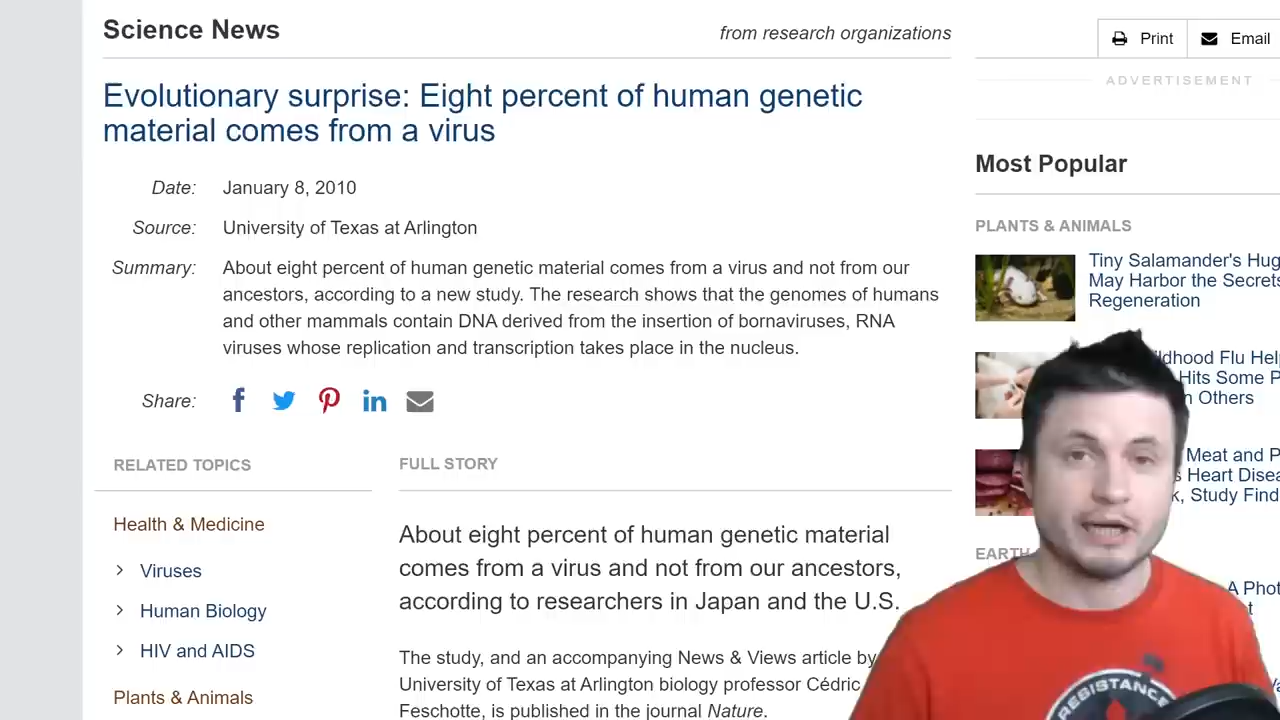 Science News
from research organizations
Print
Email
ADVERTISEMENT
Evolutionary surprise: Eight percent of human genetic
material comes from a virus
Date: January 8, 2010
Source: University of Texas at Arlington
Summary: About eight percent of human genetic material comes from a virus and not from our
ancestors, according to a new study. The research shows that the genomes of humans
and other mammals contain DNA derived from the insertion of bornaviruses, RNA
viruses whose replication and transcription takes place in the nucleus.
Share:
RELATED TOPICS
Health & Medicine
Viruses
Human Biology
HIV and AIDS
Plants & Animals
FULL STORY
About eight percent of human genetic material
comes from a virus and not from our ancestors,
according to researchers in Japan and the U.S.
The study, and an accompanying News & Views article by
University of Texas at Arlington biology professor Cédric
Feschotte, is published in the journal Nature.
Most Popular
PLANTS & ANIMALS
Tiny Salamander's
May Harbor the
Regeneration
Flu
Hits Some
Others
Meat and
Heart
Study
EARTH
A
RESISTANCE